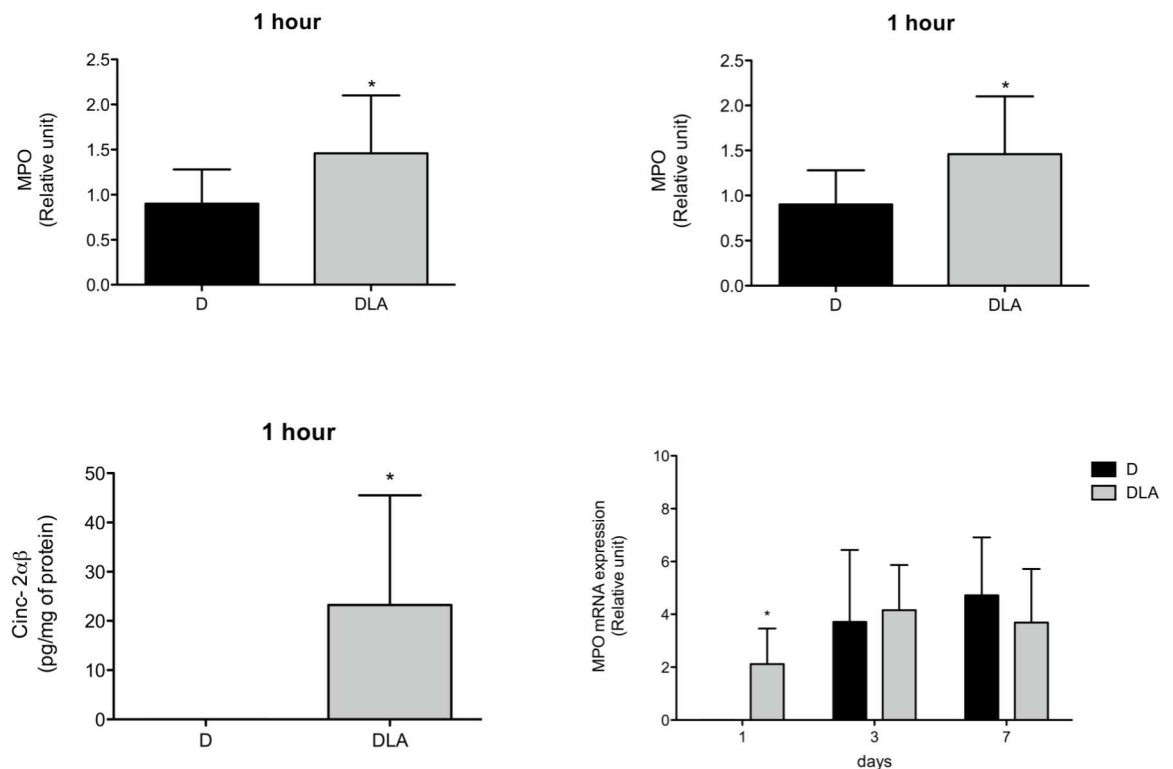 1 hour
2.5
2.0
1.5
1.0
0.5
0.0
MPO
(Relative unit)
*
D
DLA
1 hour
2.5
2.0
1.5
1.0
0.5
0.0
MPO
(Relative unit)
*
D
DLA
1 hour
50
40
30
20
10
0
Cinc- 2αβ
(pg/mg of protein)
*
D
DLA
10
8
6
4
2
0
MPO mRNA expression
(Relative unit)
*
1
3
7
days
D
DLA